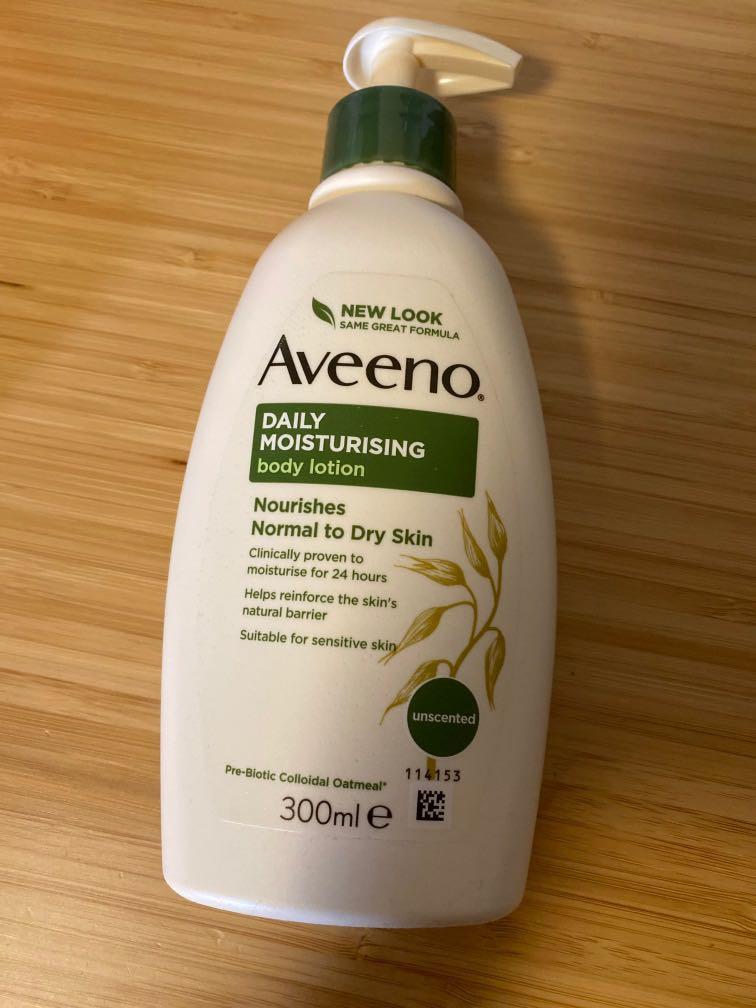 NEW LOOK
SAME GREAT FORMULA
Aveeno®
DAILY
MOISTURISING
body lotion
Nourishes
Normal to Dry Skin
Clinically proven to
moisturise for 24 hours
Helps reinforce the skin's
natural barrier
Suitable for sensitive skin
unscented
Pre-Biotic Colloidal Oatmeal*
114153
300ml ℮